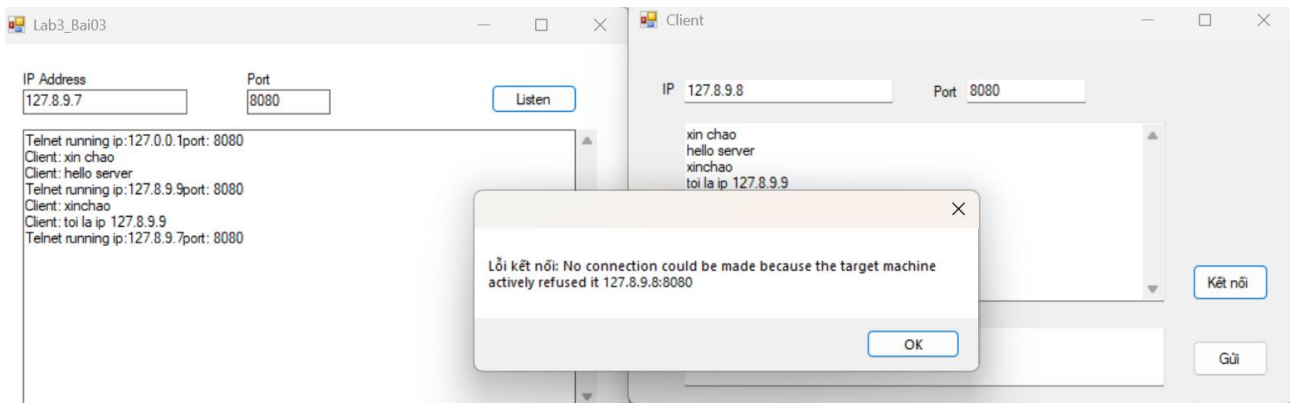 Lab3_Bai03
IP Address
Port
127.8.9.7
8080
Listen
Telnet running ip:127.0.0.1port: 8080
Client: xin chao
Client: hello server
Telnet running ip:127.8.9.9port: 8080
Client: xinchao
Client: toi la ip 127.8.9.9
Telnet running ip:127.8.9.7port: 8080
Client
IP
127.8.9.8
Port
8080
xin chao
hello server
xinchao
toi la ip 127.8.9.9
Kết nối
Gửi
Lỗi kết nối: No connection could be made because the target machine
actively refused it 127.8.9.8:8080
OK